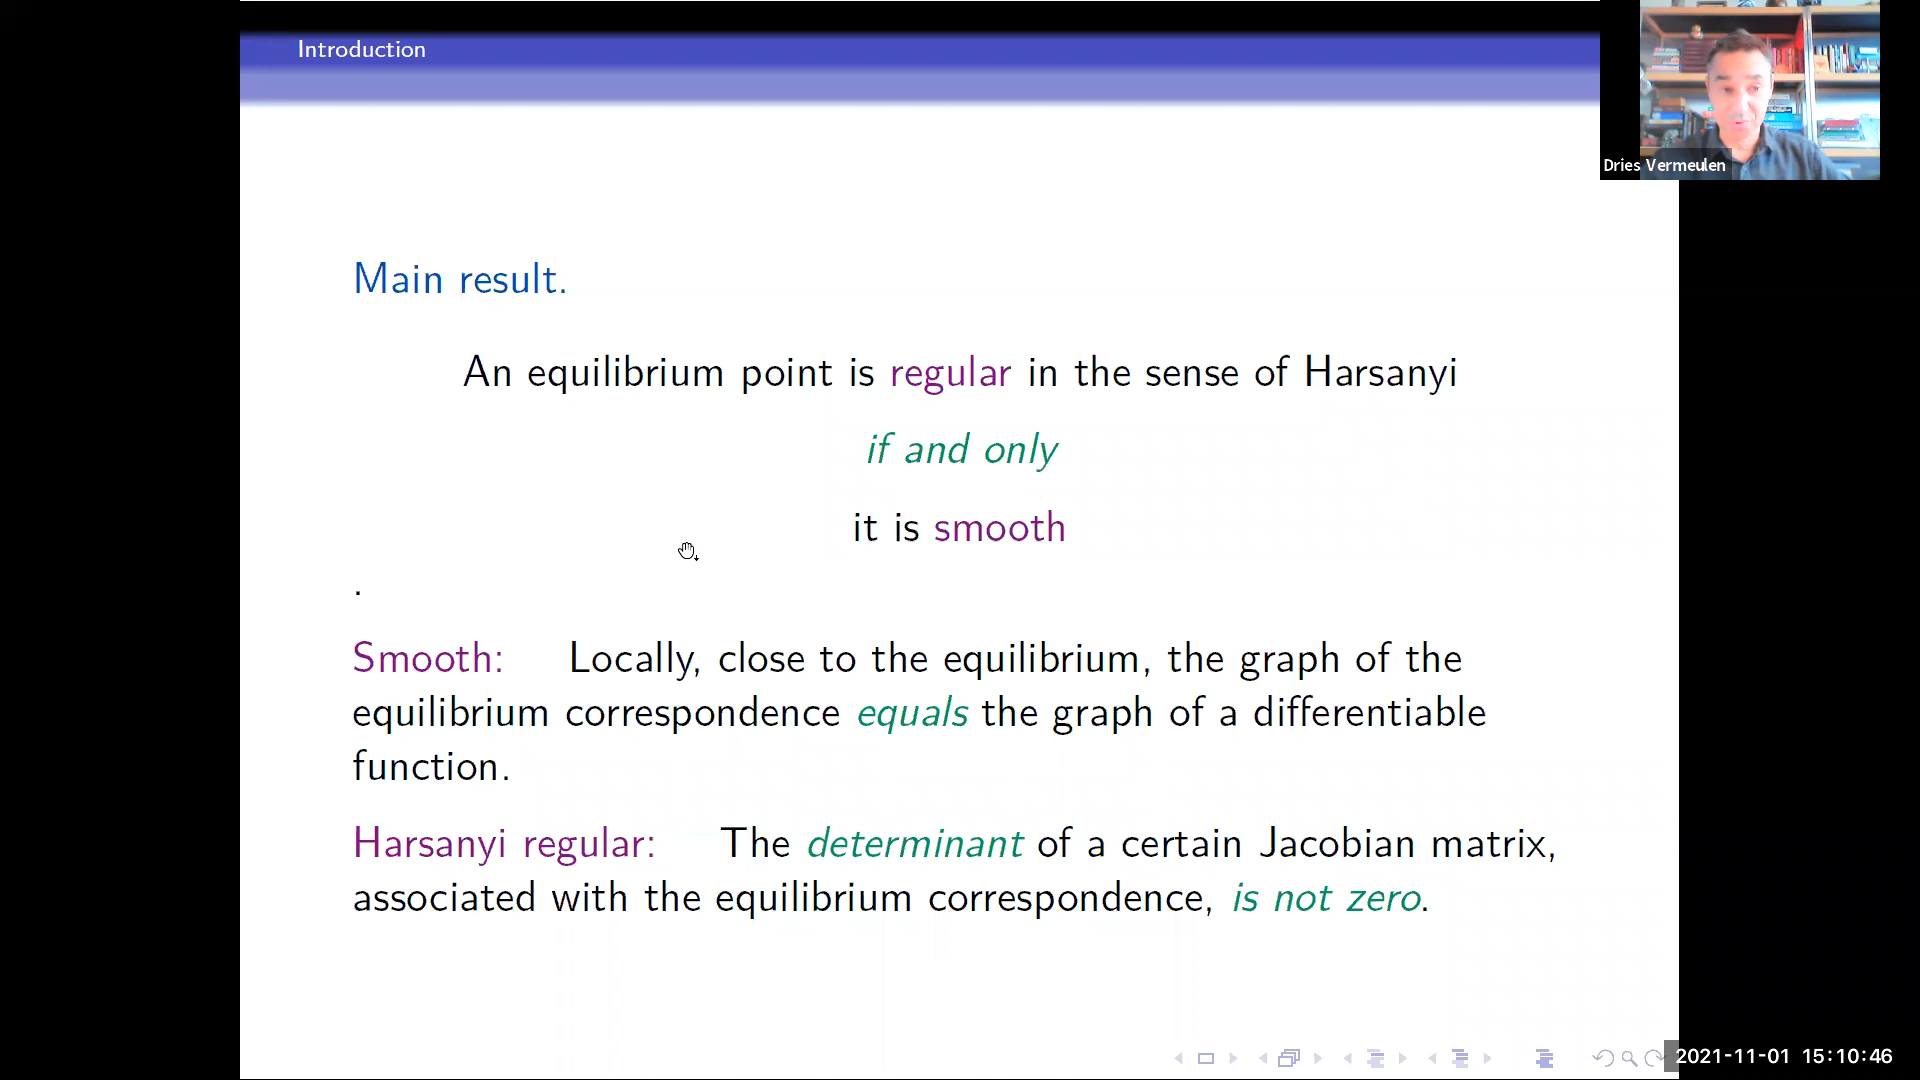 Introduction
Dries Vermeulen
Main result.
An equilibrium point is regular in the sense of Harsanyi
if and only
it is smooth
.
Smooth: Locally, close to the equilibrium, the graph of the
equilibrium correspondence equals the graph of a differentiable
function.
Harsanyi regular: The determinant of a certain Jacobian matrix,
associated with the equilibrium correspondence, is not zero.
2021-11-01 15:10:46